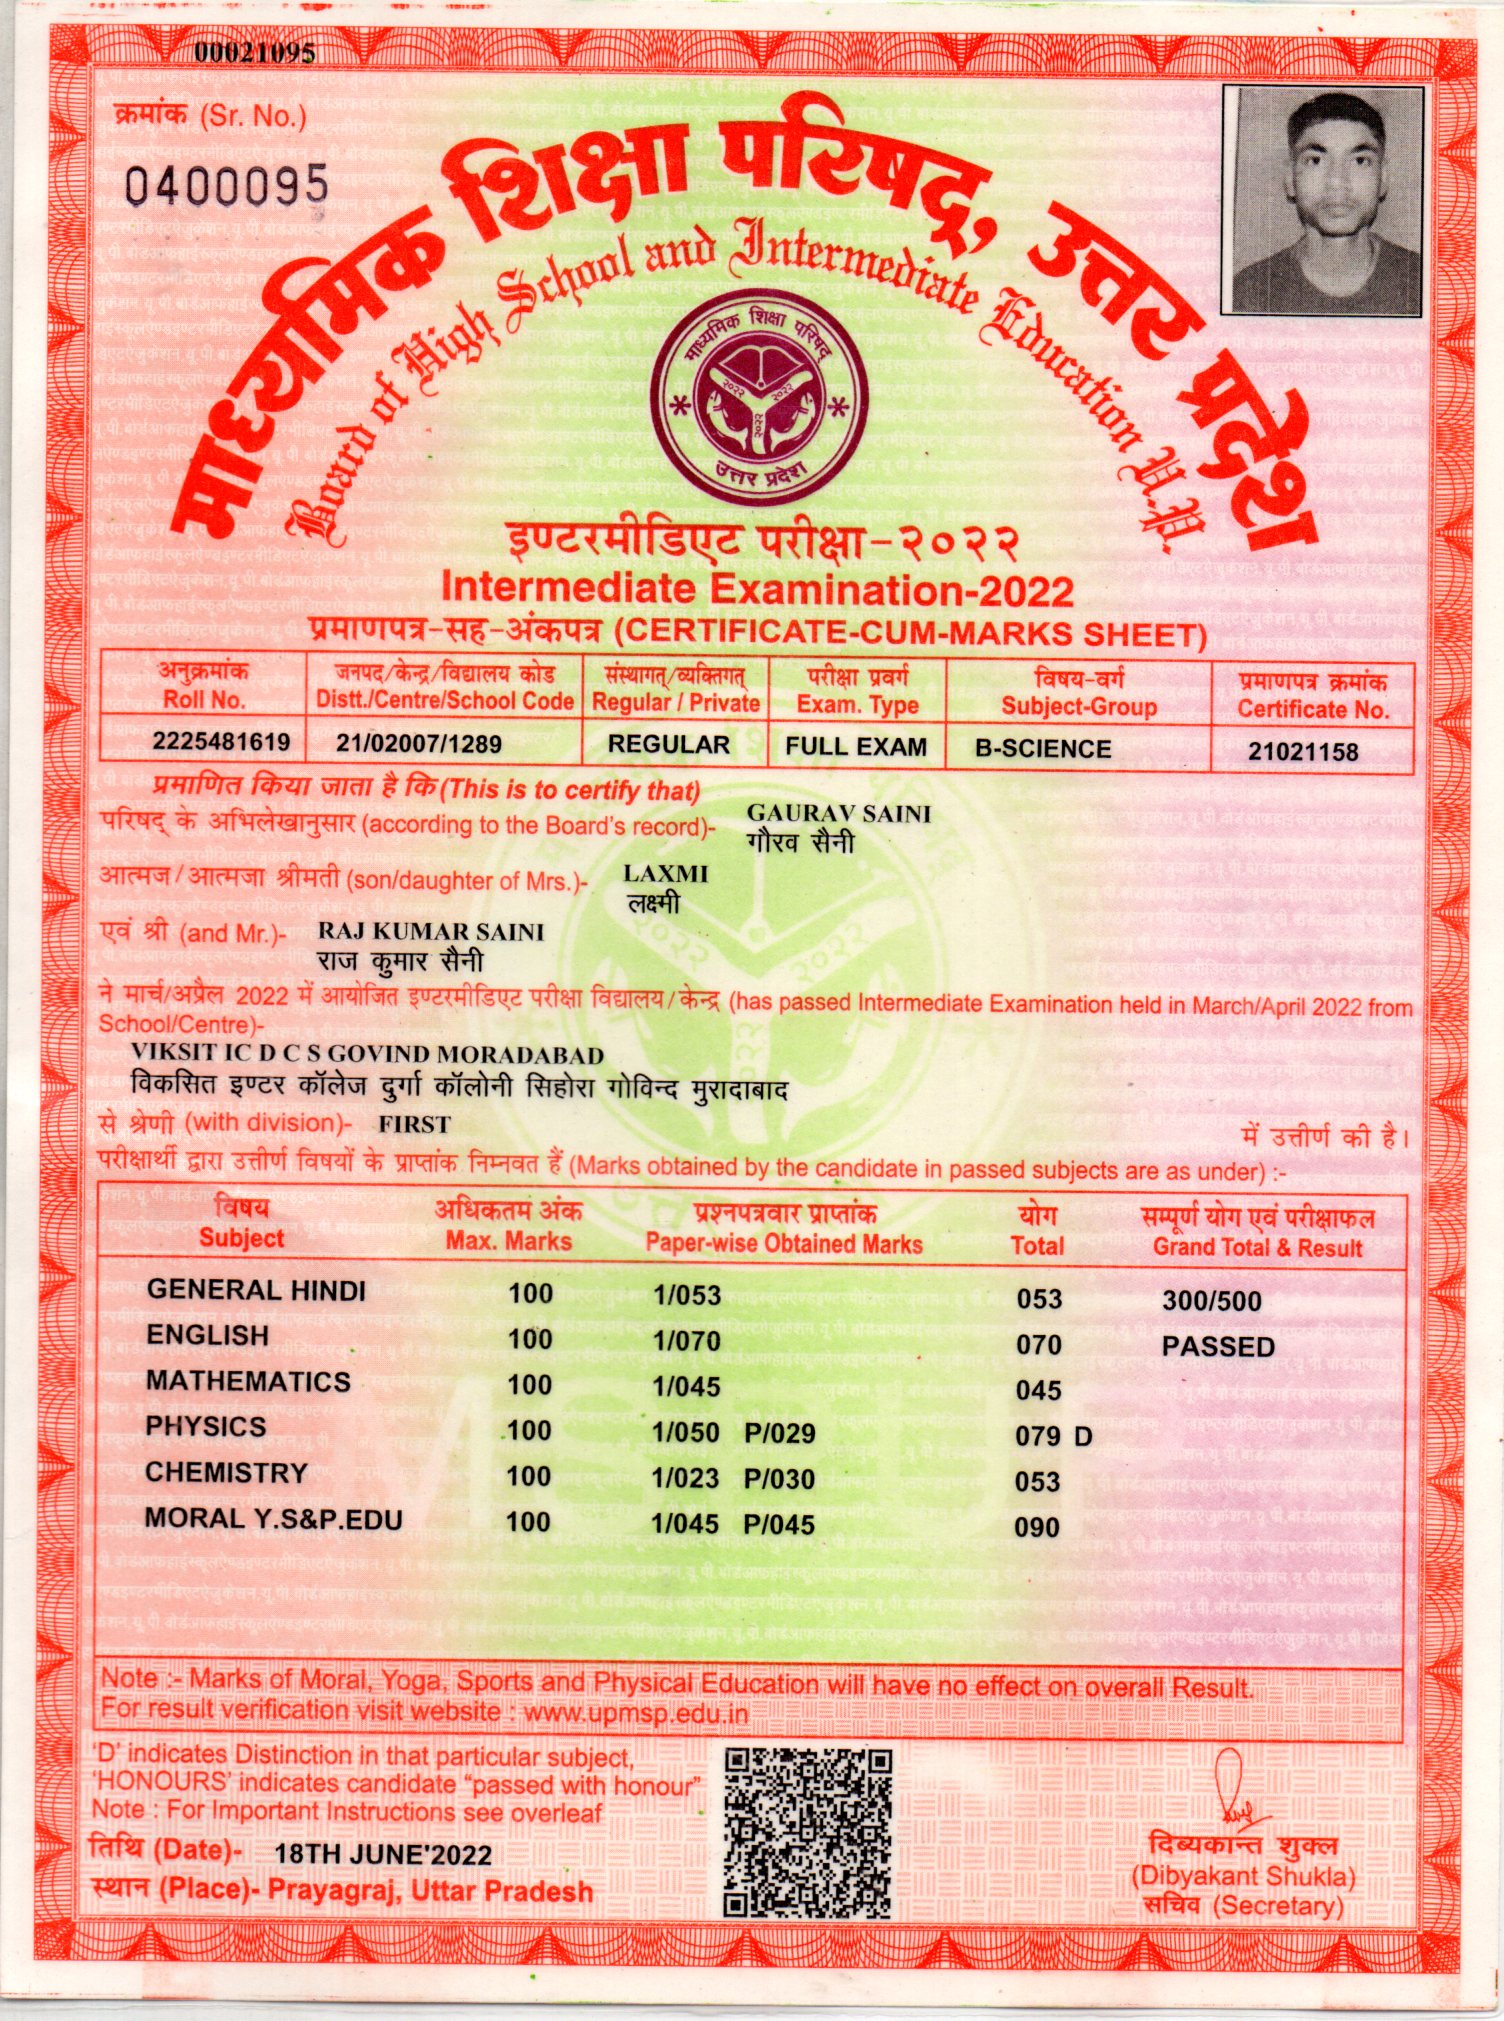 00021095
क्रमांक (Sr. No.)
0400095
माध्यमिक शिक्षा परिषद्, उत्तर प्रदेश
Board of High School and Intermediate Education U.P.
माध्यमिक शिक्षा परिषद्
२०२२ २०२२
२०२२
उत्तर प्रदेश
इण्टरमीडिएट परीक्षा-२०२२
Intermediate Examination-2022
प्रमाणपत्र-सह-अंकपत्र (CERTIFICATE-CUM-MARKS SHEET)
अनुक्रमांक जनपद/केन्द्र/विद्यालय कोड संस्थागत्/व्यक्तिगत् परीक्षा प्रवर्ग विषय-वर्ग प्रमाणपत्र क्रमांक
Roll No. Distt./Centre/School Code Regular / Private Exam. Type Subject-Group Certificate No.
2225481619 21/02007/1289 REGULAR FULL EXAM B-SCIENCE 21021158
प्रमाणित किया जाता है कि (This is to certify that)
परिषद् के अभिलेखानुसार (according to the Board's record)- GAURAV SAINI
गौरव सैनी
आत्मज/आत्मजा श्रीमती (son/daughter of Mrs.)- LAXMI
लक्ष्मी
एवं श्री (and Mr.)- RAJ KUMAR SAINI
राज कुमार सैनी
ने मार्च/अप्रैल 2022 में आयोजित इण्टरमीडिएट परीक्षा विद्यालय/केन्द्र (has passed Intermediate Examination held in March/April 2022 from
School/Centre)-
VIKSIT IC D C S GOVIND MORADABAD
विकसित इण्टर कॉलेज दुर्गा कॉलोनी सिहोरा गोविन्द मुरादाबाद
से श्रेणी (with division)- FIRST में उत्तीर्ण की है।
परीक्षार्थी द्वारा उत्तीर्ण विषयों के प्राप्तांक निम्नवत हैं (Marks obtained by the candidate in passed subjects are as under) :-
विषय अधिकतम अंक प्रश्नपत्रवार प्राप्तांक योग सम्पूर्ण योग एवं परीक्षाफल
Subject Max. Marks Paper-wise Obtained Marks Total Grand Total & Result
GENERAL HINDI 100 1/053 053 300/500
ENGLISH 100 1/070 070 PASSED
MATHEMATICS 100 1/045 045
PHYSICS 100 1/050 P/029 079 D
CHEMISTRY 100 1/023 P/030 053
MORAL Y.S&P.EDU 100 1/045 P/045 090
Note :- Marks of Moral, Yoga, Sports and Physical Education will have no effect on overall Result.
For result verification visit website : www.upmsp.edu.in
'D' indicates Distinction in that particular subject,
'HONOURS' indicates candidate "passed with honour"
Note : For Important Instructions see overleaf
तिथि (Date)- 18TH JUNE'2022
स्थान (Place)- Prayagraj, Uttar Pradesh
दिब्यकान्त शुक्ल
(Dibyakant Shukla)
सचिव (Secretary)